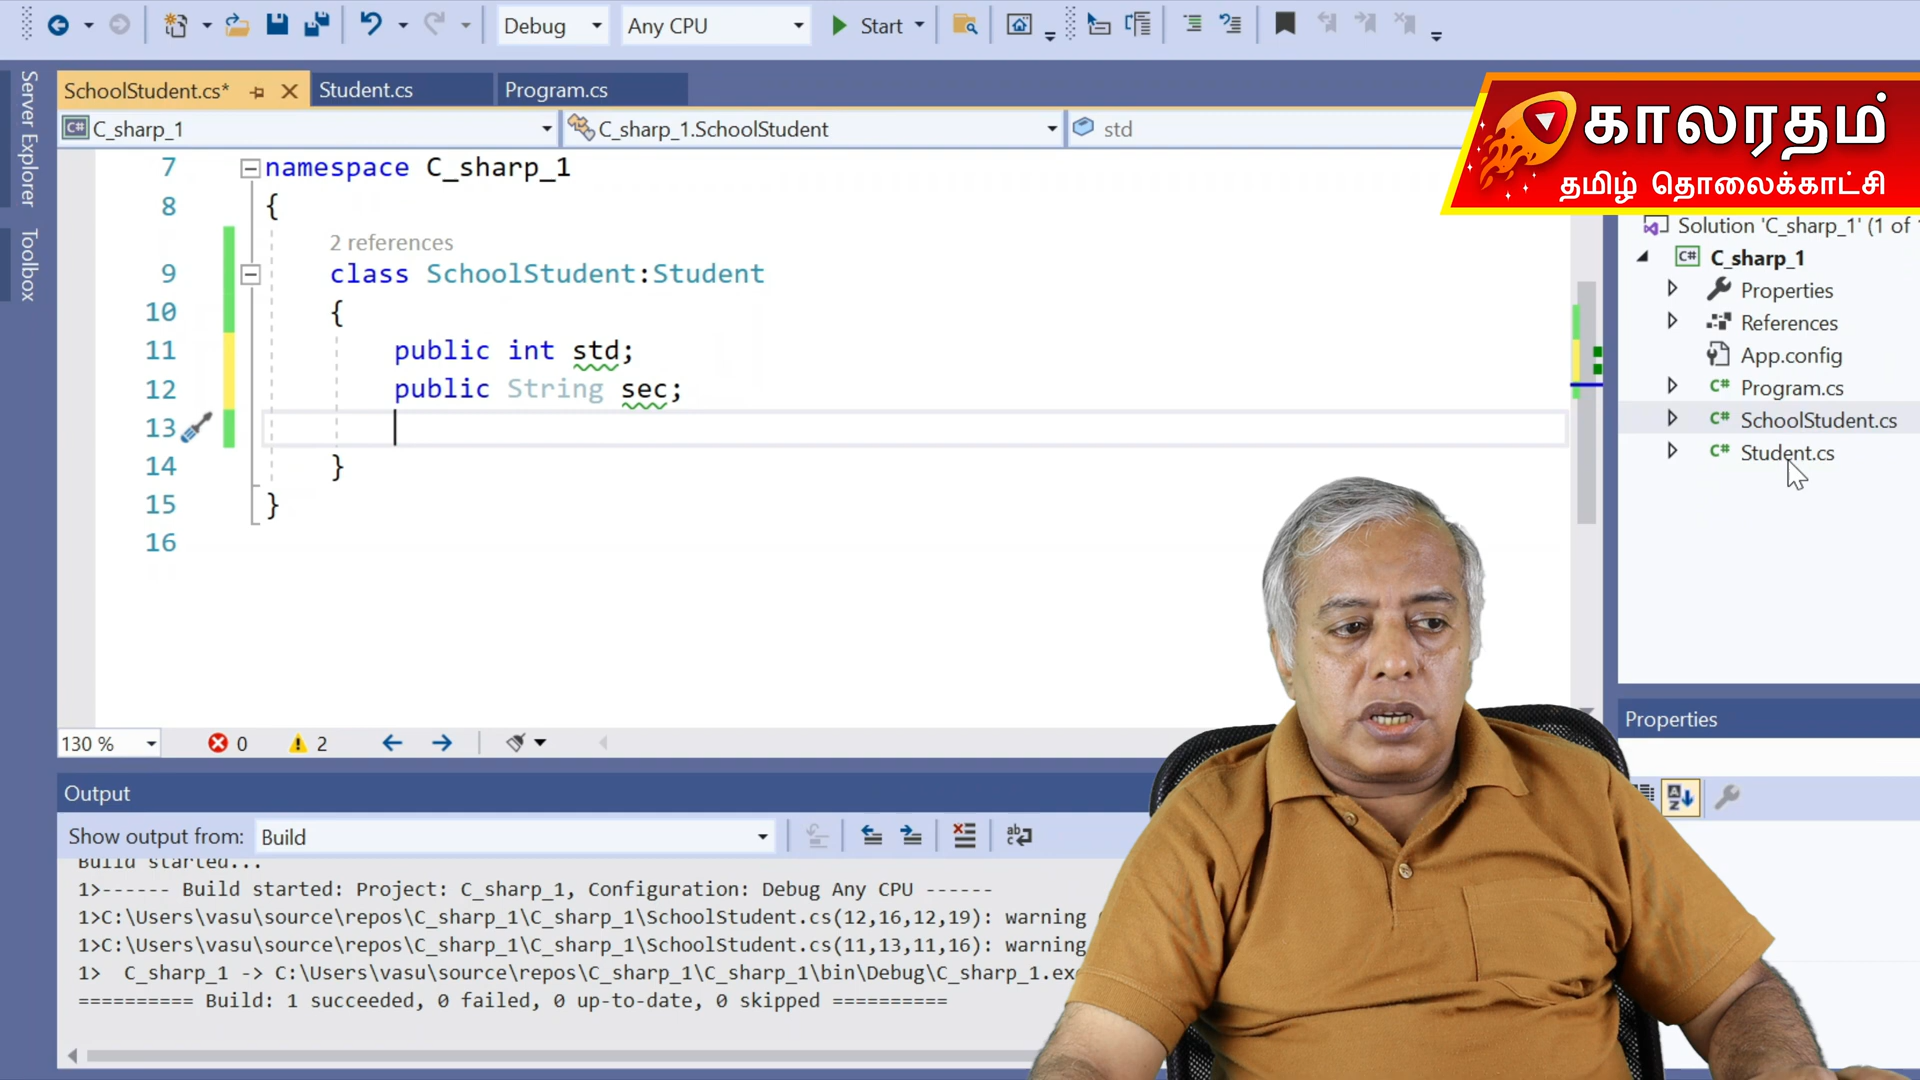 Debug
Any CPU
Start
SchoolStudent.cs*
Student.cs
Program.cs
காலரதம்
தமிழ் தொலைக்காட்சி
Server Explorer
Toolbox
C_sharp_1
C_sharp_1.SchoolStudent
std
7 namespace C_sharp_1
8 {
2 references
9 class SchoolStudent:Student
10 {
11 public int std;
12 public String sec;
13
14 }
15 }
16
Solution 'C_sharp_1' (1 of 1
C_sharp_1
Properties
References
App.config
Program.cs
SchoolStudent.cs
Student.cs
130 %
0
2
Properties
Output
Show output from: Build
Build started...
1>------ Build started: Project: C_sharp_1, Configuration: Debug Any CPU ------
1>C:\Users\vasu\source\repos\C_sharp_1\C_sharp_1\SchoolStudent.cs(12,16,12,19): warning
1>C:\Users\vasu\source\repos\C_sharp_1\C_sharp_1\SchoolStudent.cs(11,13,11,16): warning
1> C_sharp_1 -> C:\Users\vasu\source\repos\C_sharp_1\C_sharp_1\bin\Debug\C_sharp_1.exe
========== Build: 1 succeeded, 0 failed, 0 up-to-date, 0 skipped ==========